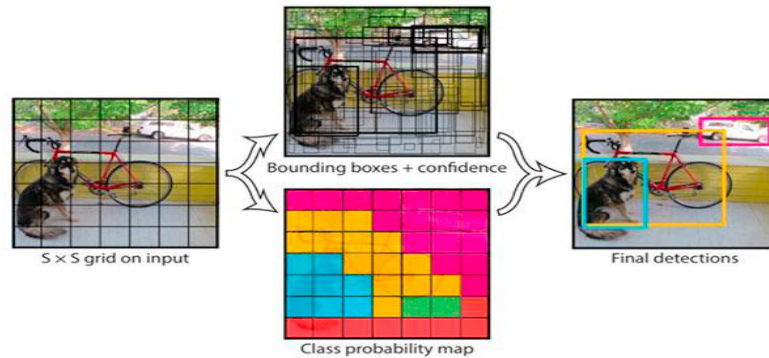 Bounding boxes + confidence
S × S grid on input
Final detections
Class probability map